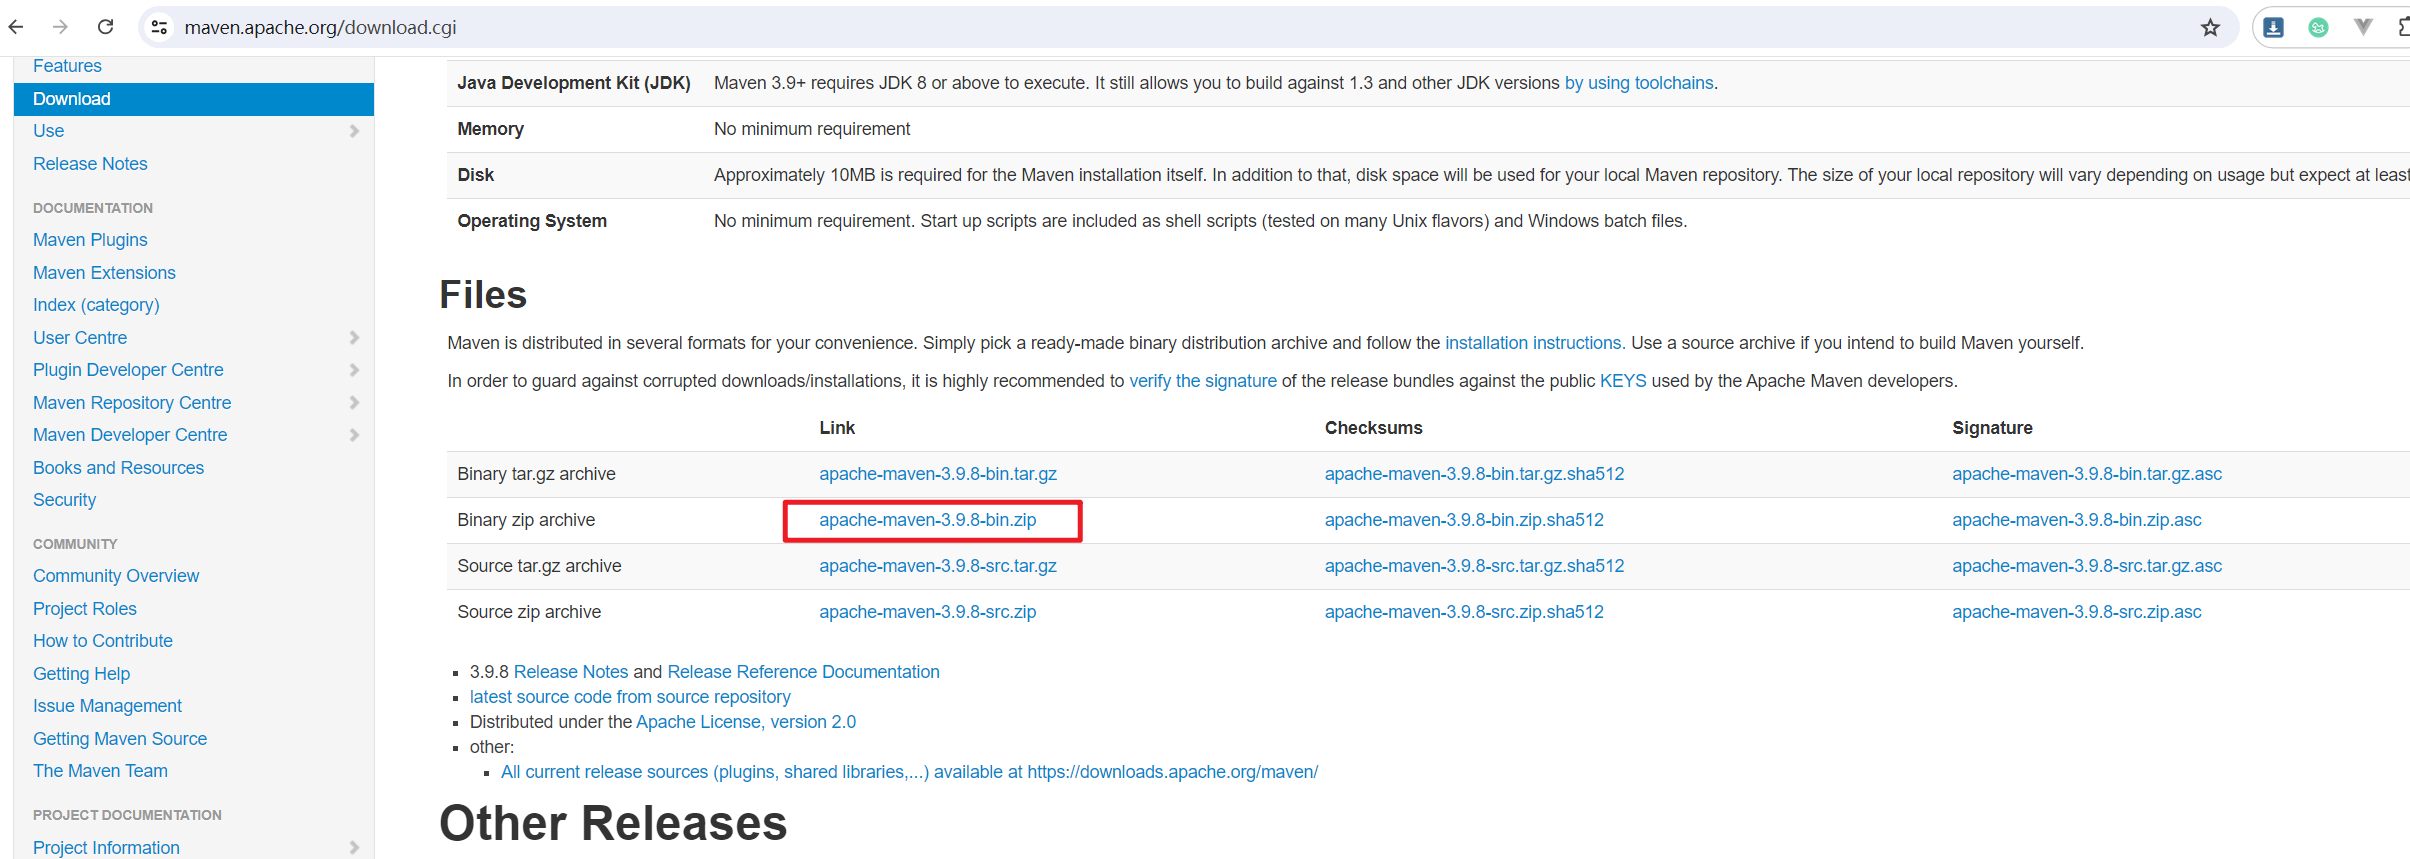 maven.apache.org/download.cgi
Features
Download
Use
Release Notes
DOCUMENTATION
Maven Plugins
Maven Extensions
Index (category)
User Centre
Plugin Developer Centre
Maven Repository Centre
Maven Developer Centre
Books and Resources
Security
COMMUNITY
Community Overview
Project Roles
How to Contribute
Getting Help
Issue Management
Getting Maven Source
The Maven Team
PROJECT DOCUMENTATION
Project Information
Java Development Kit (JDK) Maven 3.9+ requires JDK 8 or above to execute. It still allows you to build against 1.3 and other JDK versions by using toolchains.
Memory No minimum requirement
Disk Approximately 10MB is required for the Maven installation itself. In addition to that, disk space will be used for your local Maven repository. The size of your local repository will vary depending on usage but expect at least
Operating System No minimum requirement. Start up scripts are included as shell scripts (tested on many Unix flavors) and Windows batch files.
Files
Maven is distributed in several formats for your convenience. Simply pick a ready-made binary distribution archive and follow the installation instructions. Use a source archive if you intend to build Maven yourself.
In order to guard against corrupted downloads/installations, it is highly recommended to verify the signature of the release bundles against the public KEYS used by the Apache Maven developers.
Link Checksums Signature
Binary tar.gz archive apache-maven-3.9.8-bin.tar.gz apache-maven-3.9.8-bin.tar.gz.sha512 apache-maven-3.9.8-bin.tar.gz.asc
Binary zip archive apache-maven-3.9.8-bin.zip apache-maven-3.9.8-bin.zip.sha512 apache-maven-3.9.8-bin.zip.asc
Source tar.gz archive apache-maven-3.9.8-src.tar.gz apache-maven-3.9.8-src.tar.gz.sha512 apache-maven-3.9.8-src.tar.gz.asc
Source zip archive apache-maven-3.9.8-src.zip apache-maven-3.9.8-src.zip.sha512 apache-maven-3.9.8-src.zip.asc
3.9.8 Release Notes and Release Reference Documentation
latest source code from source repository
Distributed under the Apache License, version 2.0
other:
All current release sources (plugins, shared libraries,...) available at https://downloads.apache.org/maven/
Other Releases